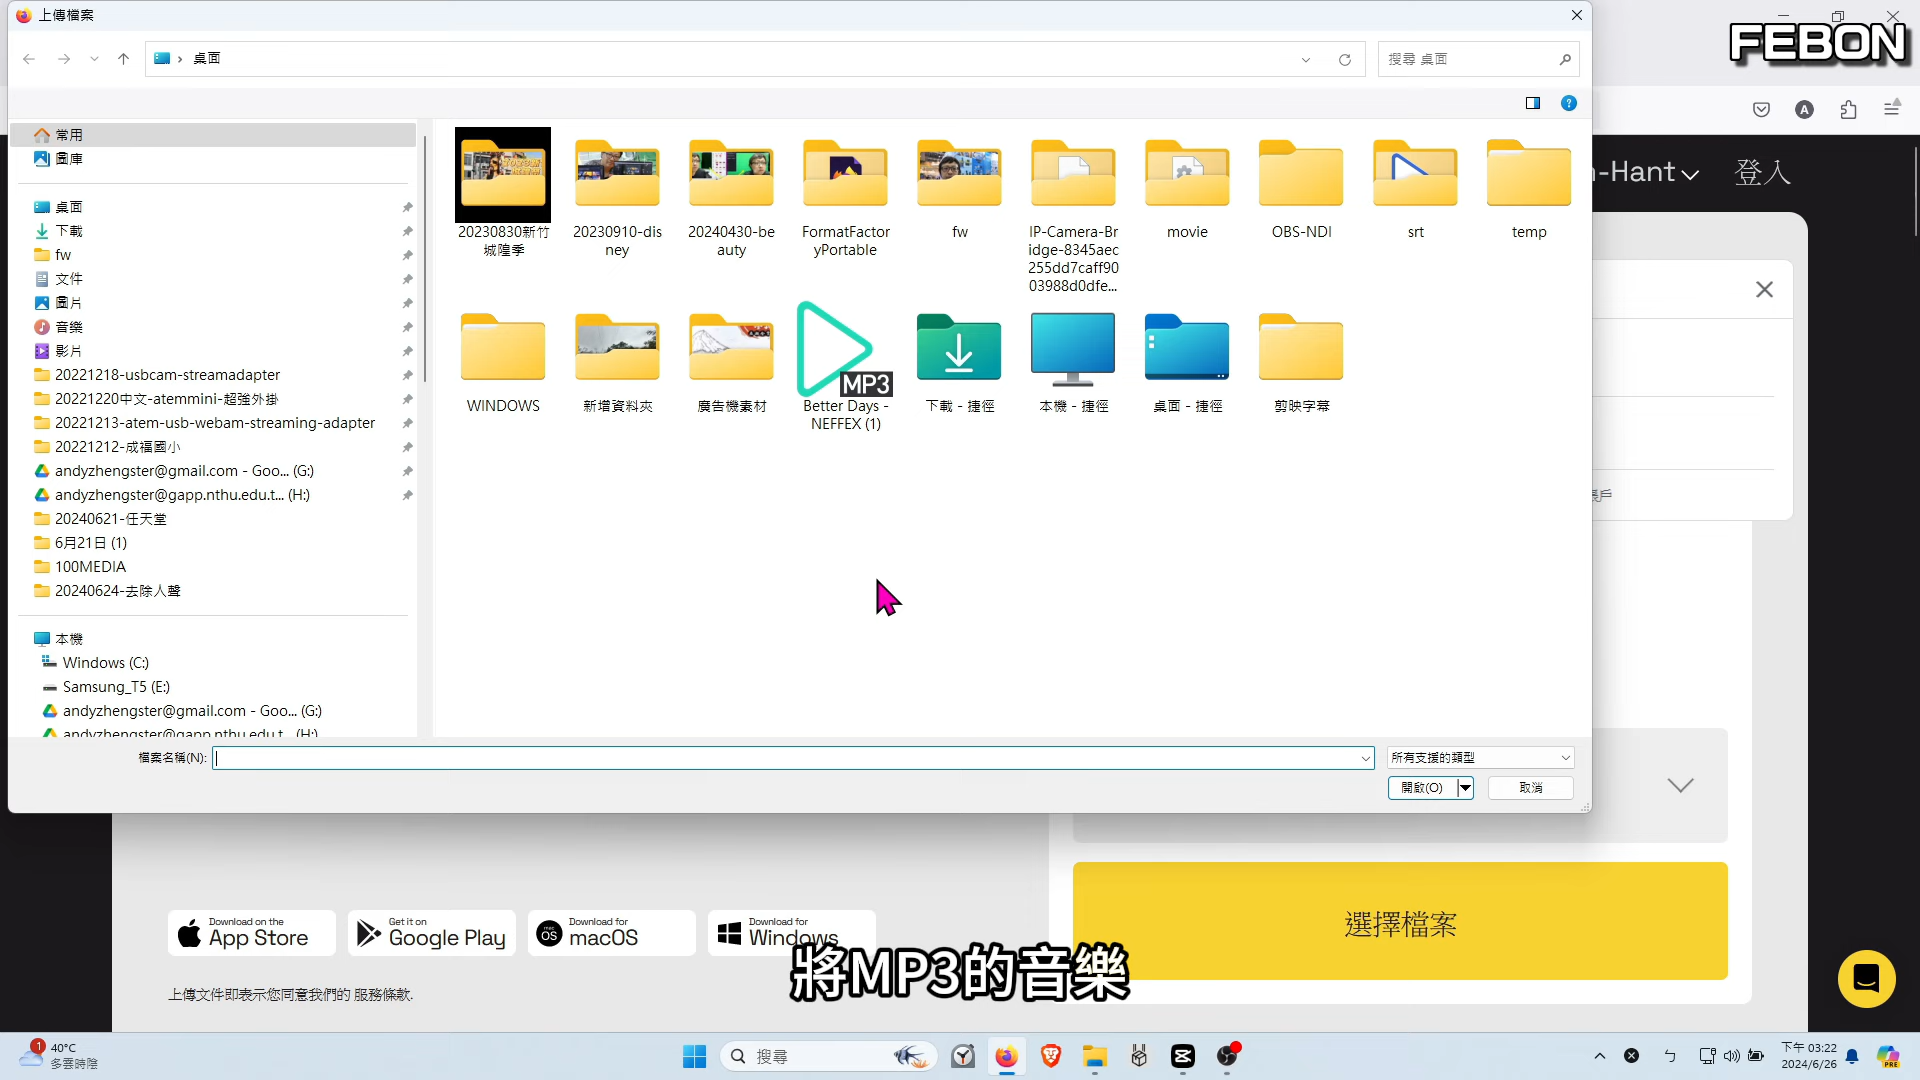 上傳檔案
FEBON
桌面
搜尋 桌面
常用
圖庫
桌面
下載
fw
文件
圖片
音樂
影片
20221218-usbcam-streamadapter
20221220中文-atemmini-超強外掛
20221213-atem-usb-webam-streaming-adapter
20221212-成福國小
andyzhengster@gmail.com - Goo... (G:)
andyzhengster@gapp.nthu.edu.t... (H:)
20240621-任天堂
6月21日 (1)
100MEDIA
20240624-去除人聲
本機
Windows (C:)
Samsung_T5 (E:)
andyzhengster@gmail.com - Goo... (G:)
andyzhengster@gapp.nthu.edu.t... (H:)
20230830新竹
城隍季
20230910-dis
ney
20240430-be
auty
FormatFactor
yPortable
fw
IP-Camera-Br
idge-8345aec
255dd7caff90
03988d0dfe...
movie
OBS-NDI
srt
temp
WINDOWS
新增資料夾
廣告機素材
MP3
Better Days -
NEFFEX (1)
下載 - 捷徑
本機 - 捷徑
桌面 - 捷徑
剪映字幕
檔案名稱(N):
所有支援的類型
開啟(O)
取消
A
-Hant
登入
戶
選擇檔案
Download on the
App Store
Get it on
Google Play
mac
OS
Download for
macOS
Download for
Windows
上傳文件即表示您同意我們的 服務條款.
將MP3的音樂
1
40°C
多雲時陰
搜尋
ㄅ
下午 03:22
2024/6/26
PRE